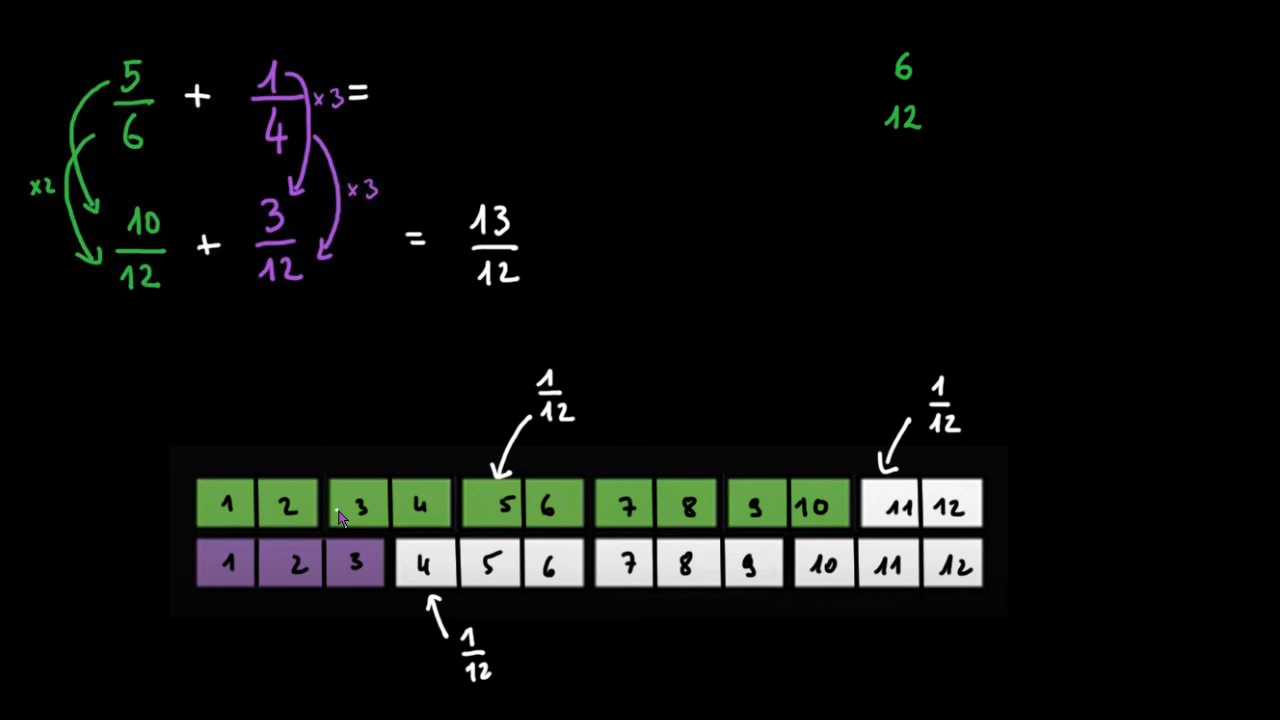 5/6 + 1/4 ×3 =
6
12
×2 ×3
10/12 + 3/12 = 13/12
1/12 1/12
1 2 3 4 5 6 7 8 9 10 11 12
1 2 3 4 5 6 7 8 9 10 11 12
1/12